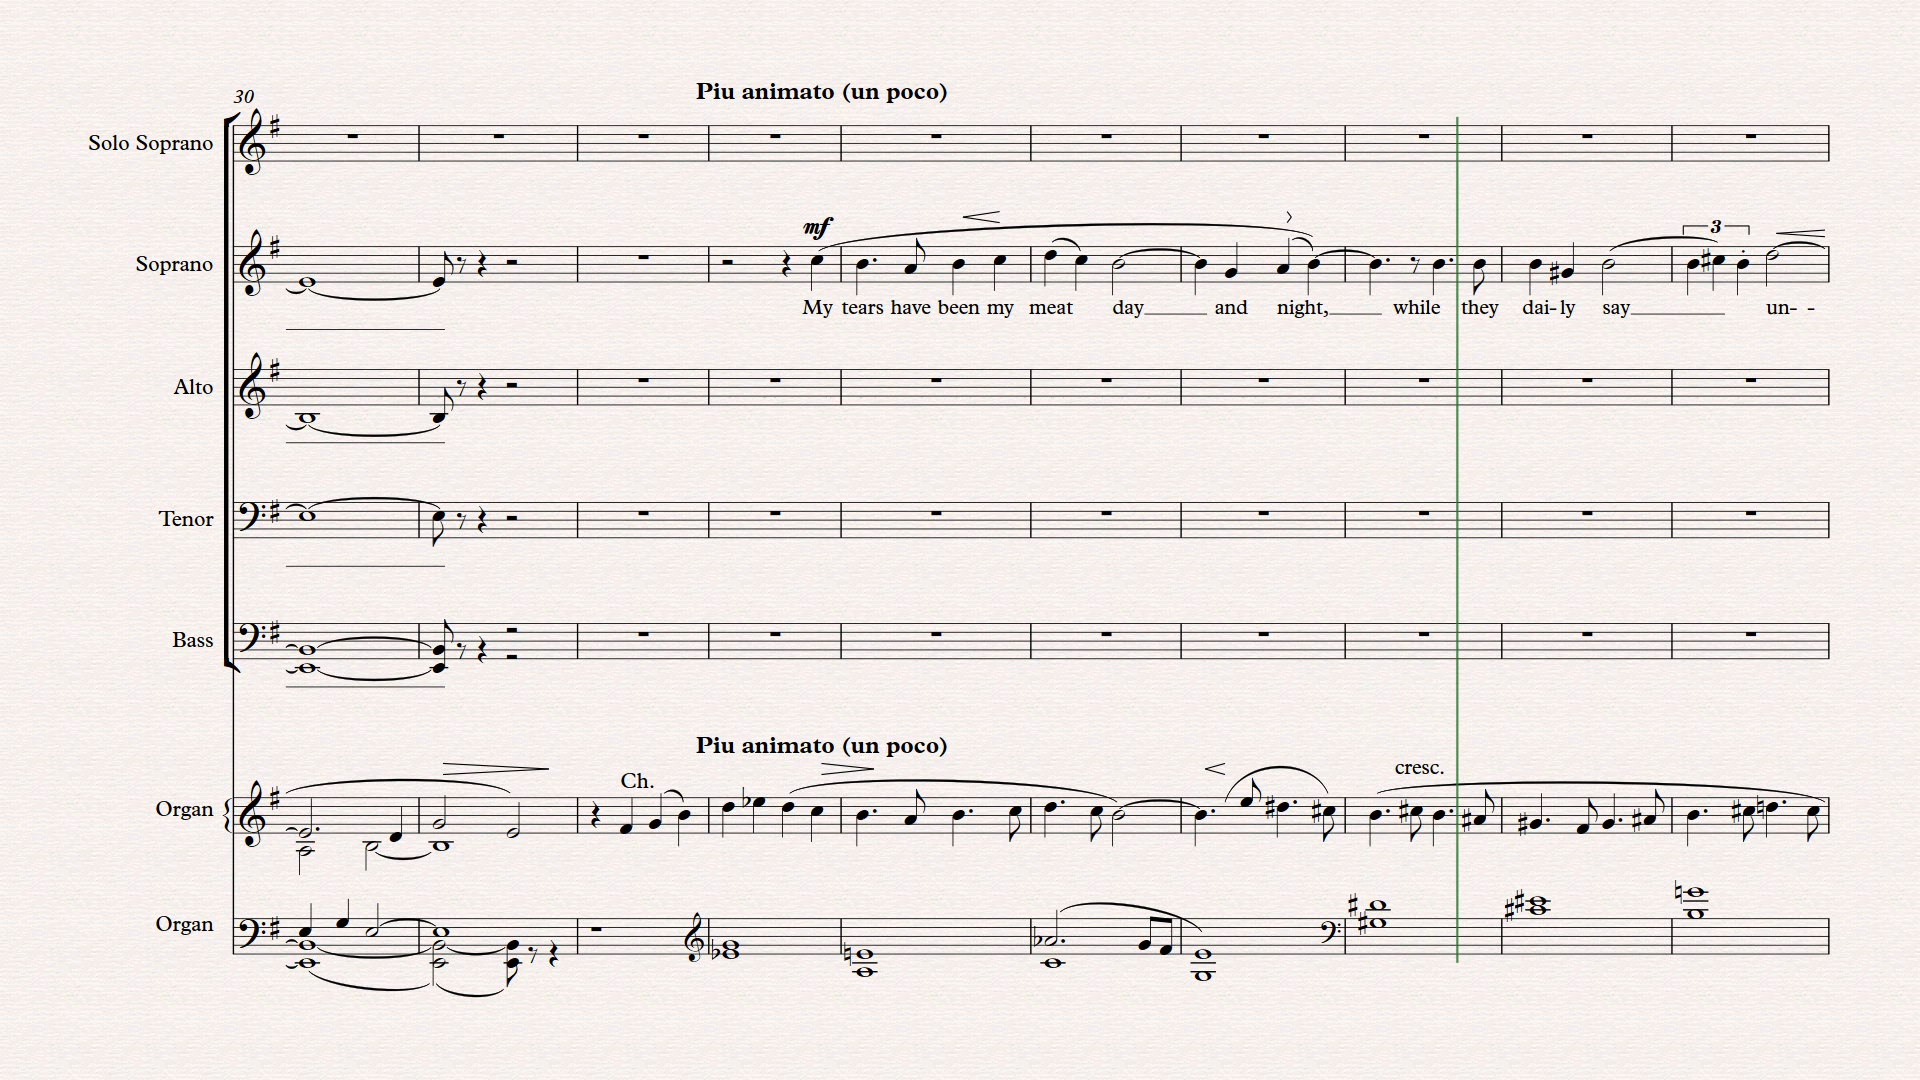 30
Piu animato (un poco)
Solo Soprano
mf
3
Soprano
My tears have been my meat day and night, while they dai-ly say un- -
Alto
Tenor
Bass
Piu animato (un poco)
Ch.
cresc.
Organ
Organ